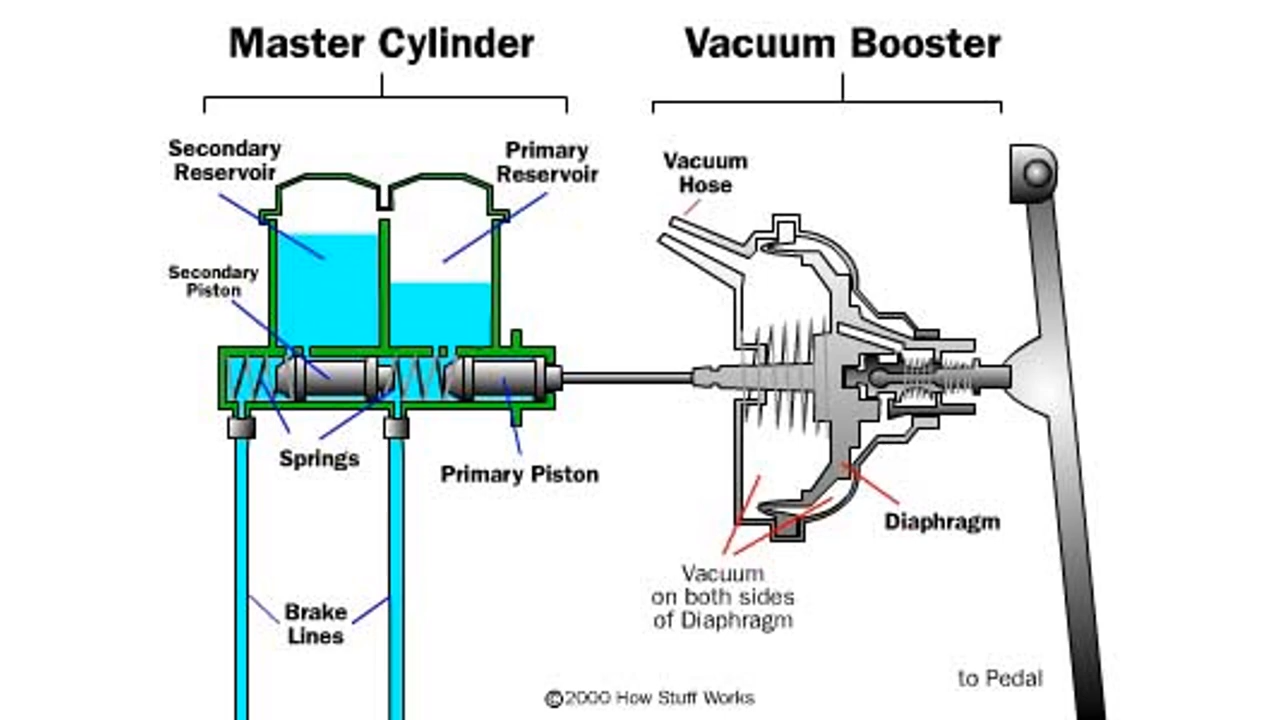 Master Cylinder
Vacuum Booster
Secondary
Reservoir
Primary
Reservoir
Vacuum
Hose
Secondary
Piston
Springs
Primary Piston
Diaphragm
Vacuum
on both sides
of Diaphragm
Brake
Lines
to Pedal
©2000 How Stuff Works